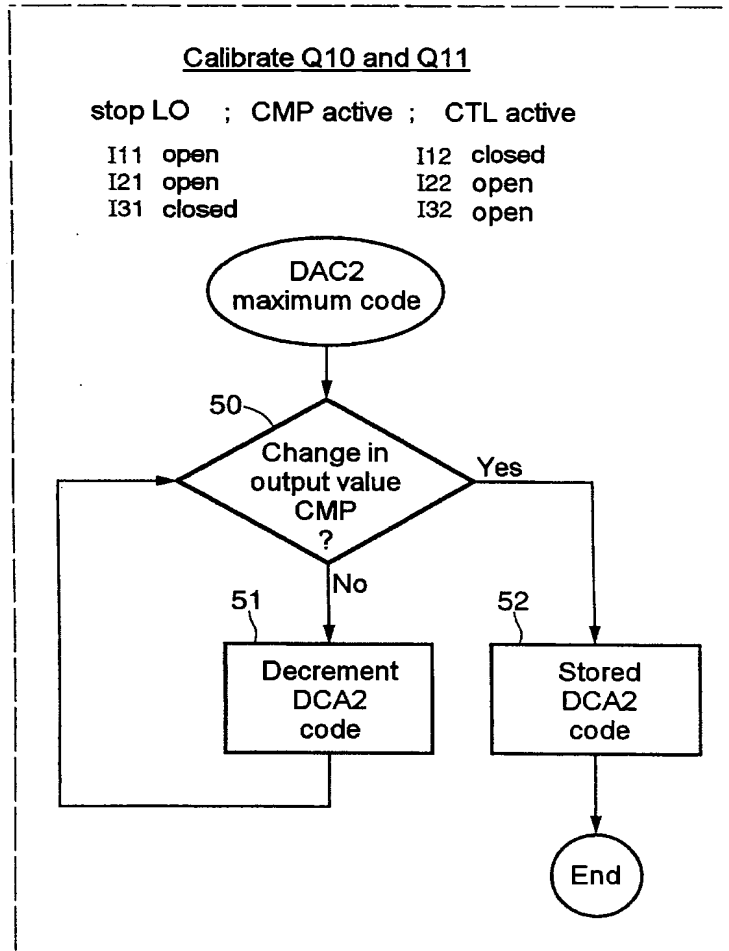 Calibrate Q10 and Q11
stop LO ; CMP active ; CTL active
I11 open I12 closed
I21 open I22 open
I31 closed I32 open
DAC2
maximum code
50
Change in
output value
CMP
?
Yes
No
51
Decrement
DCA2
code
52
Stored
DCA2
code
End